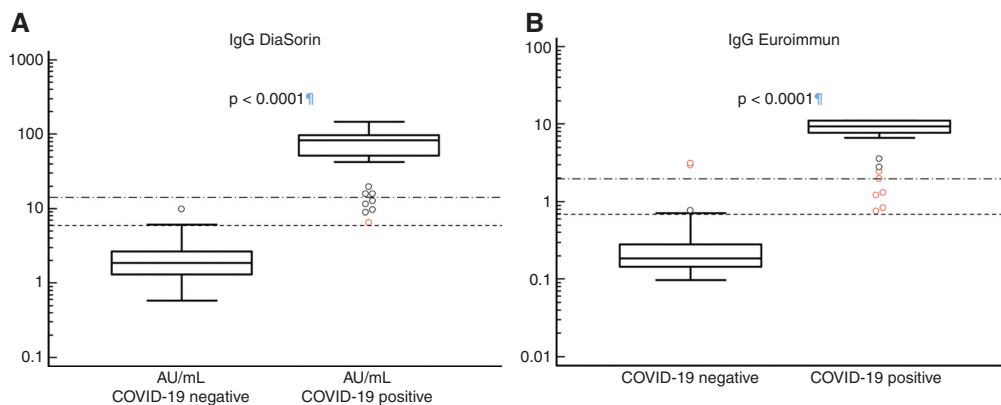 A
IgG DiaSorin
1000
100
10
1
0.1
p < 0.0001¶
AU/mL
COVID-19 negative
AU/mL
COVID-19 positive
B
IgG Euroimmun
100
10
1
0.1
0.01
p < 0.0001¶
COVID-19 negative
COVID-19 positive